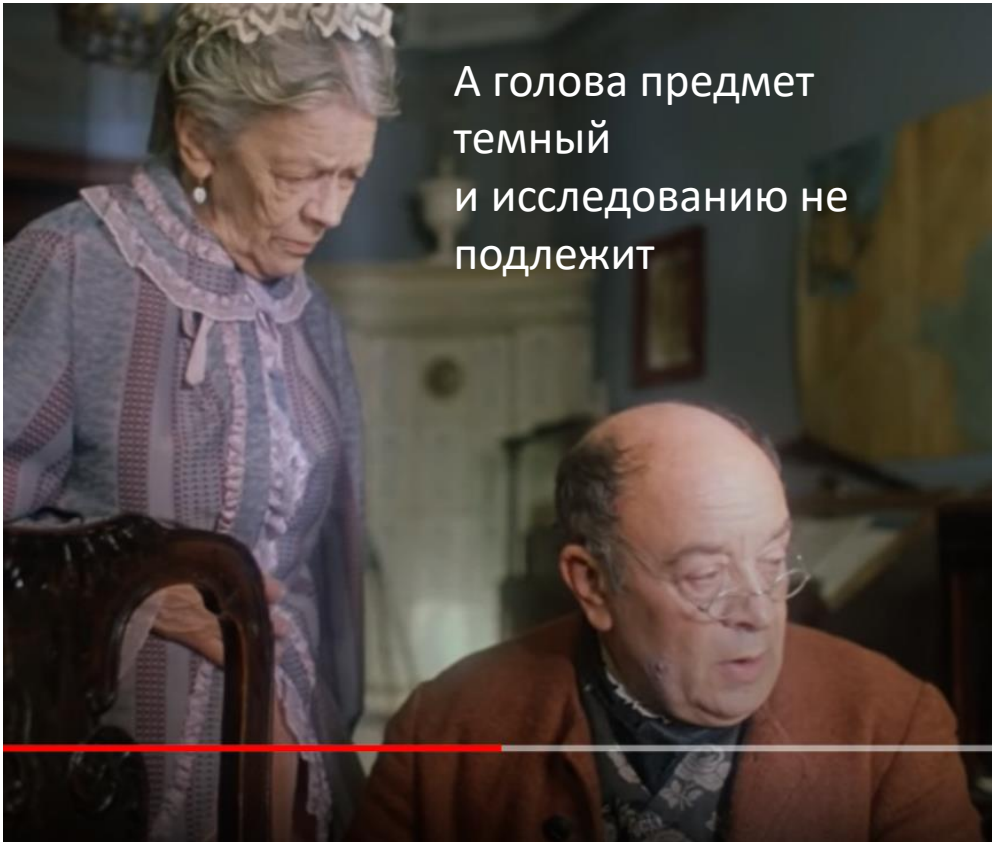 А голова предмет
темный
и исследованию не
подлежит